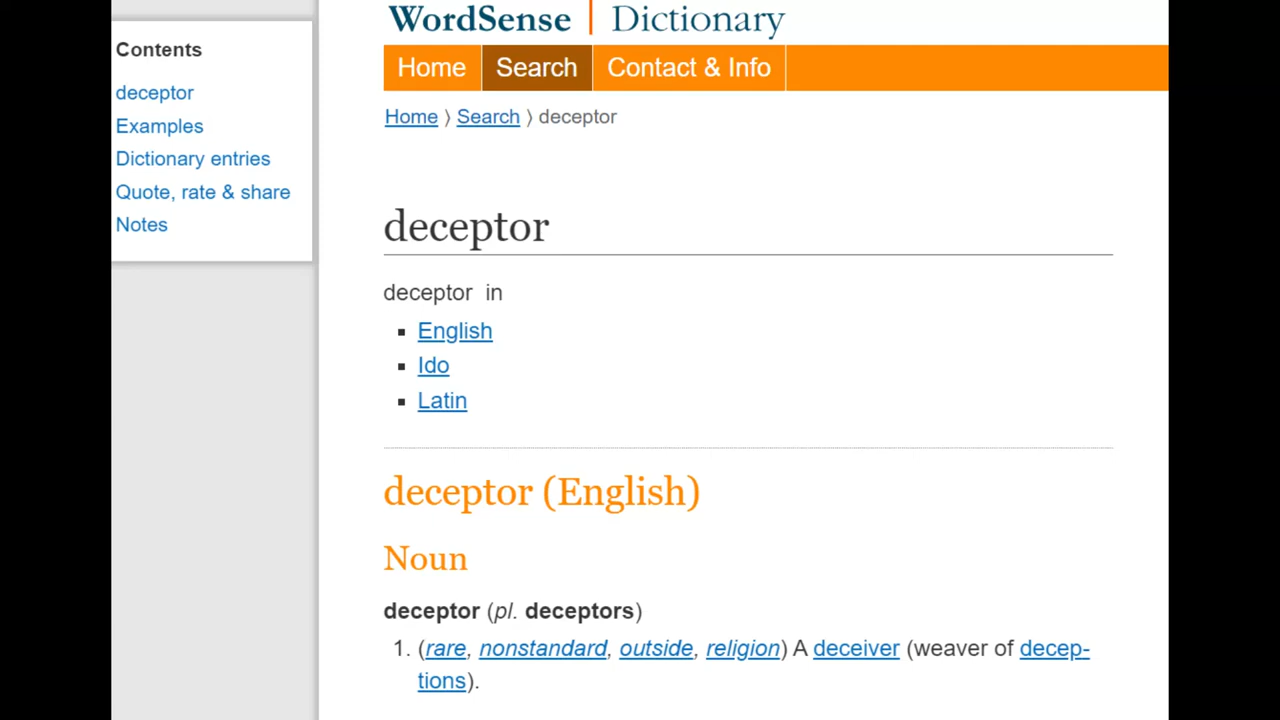 WordSense | Dictionary
Contents
deceptor
Examples
Dictionary entries
Quote, rate & share
Notes
Home
Search
Contact & Info
Home ⟩ Search ⟩ deceptor
deceptor
deceptor in
▪ English
▪ Ido
▪ Latin
deceptor (English)
Noun
deceptor (pl. deceptors)
1. (rare, nonstandard, outside, religion) A deceiver (weaver of decep-
tions).